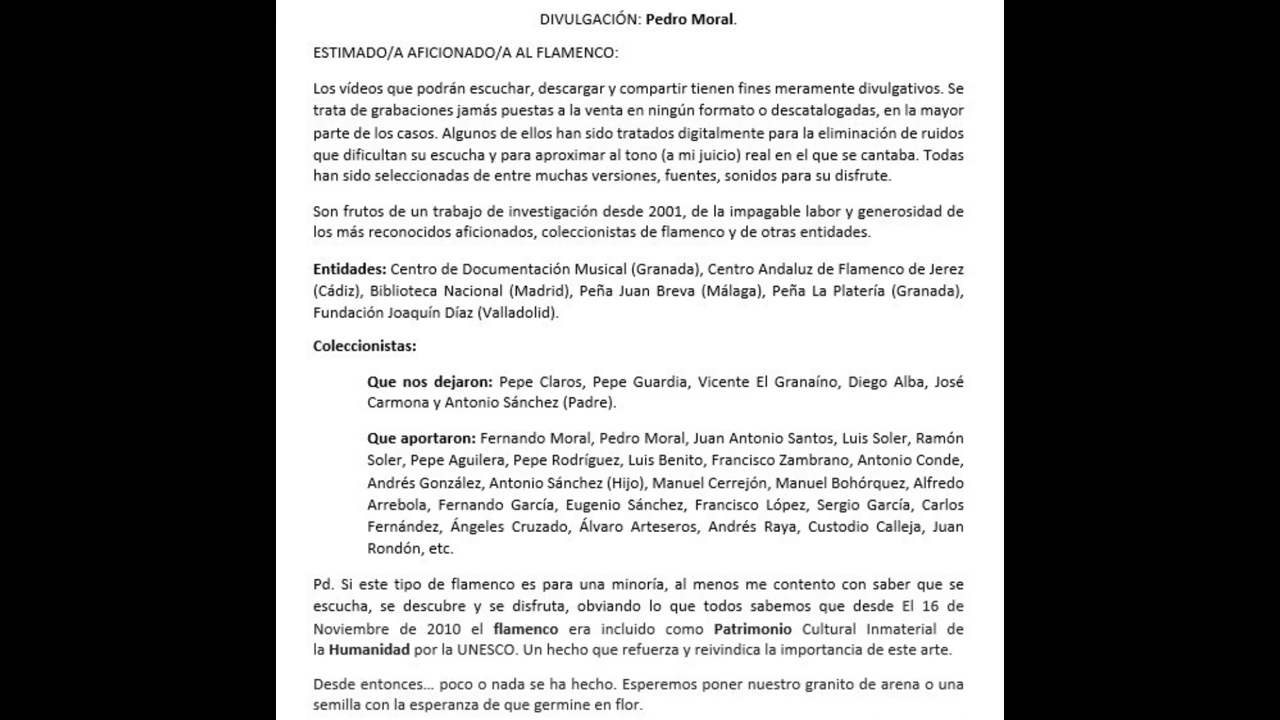 DIVULGACIÓN: Pedro Moral.
ESTIMADO/A AFICIONADO/A AL FLAMENCO:
Los vídeos que podrán escuchar, descargar y compartir tienen fines meramente divulgativos. Se
trata de grabaciones jamás puestas a la venta en ningún formato o descatalogadas, en la mayor
parte de los casos. Algunos de ellos han sido tratados digitalmente para la eliminación de ruidos
que dificultan su escucha y para aproximar al tono (a mi juicio) real en el que se cantaba. Todas
han sido seleccionadas de entre muchas versiones, fuentes, sonidos para su disfrute.
Son frutos de un trabajo de investigación desde 2001, de la impagable labor y generosidad de
los más reconocidos aficionados, coleccionistas de flamenco y de otras entidades.
Entidades: Centro de Documentación Musical (Granada), Centro Andaluz de Flamenco de Jerez
(Cádiz), Biblioteca Nacional (Madrid), Peña Juan Breva (Málaga), Peña La Platería (Granada),
Fundación Joaquín Díaz (Valladolid).
Coleccionistas:
Que nos dejaron: Pepe Claros, Pepe Guardia, Vicente El Granaíno, Diego Alba, José
Carmona y Antonio Sánchez (Padre).
Que aportaron: Fernando Moral, Pedro Moral, Juan Antonio Santos, Luis Soler, Ramón
Soler, Pepe Aguilera, Pepe Rodríguez, Luis Benito, Francisco Zambrano, Antonio Conde,
Andrés González, Antonio Sánchez (Hijo), Manuel Cerrejón, Manuel Bohórquez, Alfredo
Arrebola, Fernando García, Eugenio Sánchez, Francisco López, Sergio García, Carlos
Fernández, Ángeles Cruzado, Álvaro Arteseros, Andrés Raya, Custodio Calleja, Juan
Rondón, etc.
Pd. Si este tipo de flamenco es para una minoría, al menos me contento con saber que se
escucha, se descubre y se disfruta, obviando lo que todos sabemos que desde El 16 de
Noviembre de 2010 el flamenco era incluido como Patrimonio Cultural Inmaterial de
la Humanidad por la UNESCO. Un hecho que refuerza y reivindica la importancia de este arte.
Desde entonces... poco o nada se ha hecho. Esperemos poner nuestro granito de arena o una
semilla con la esperanza de que germine en flor.